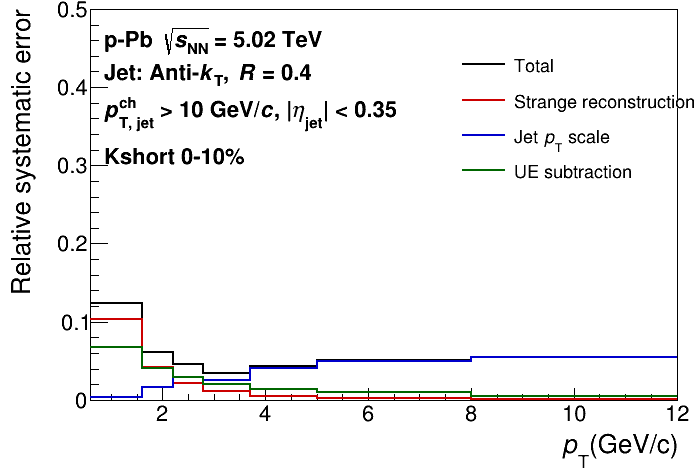 Relative systematic error
0.5
0.4
0.3
0.2
0.1
0
p-Pb √sNN = 5.02 TeV
Jet: Anti-kT, R = 0.4
p^ch_T, jet > 10 GeV/c, |ηjet| < 0.35
Kshort 0-10%
Total
Strange reconstruction
Jet pT scale
UE subtraction
2 4 6 8 10 12
pT(GeV/c)